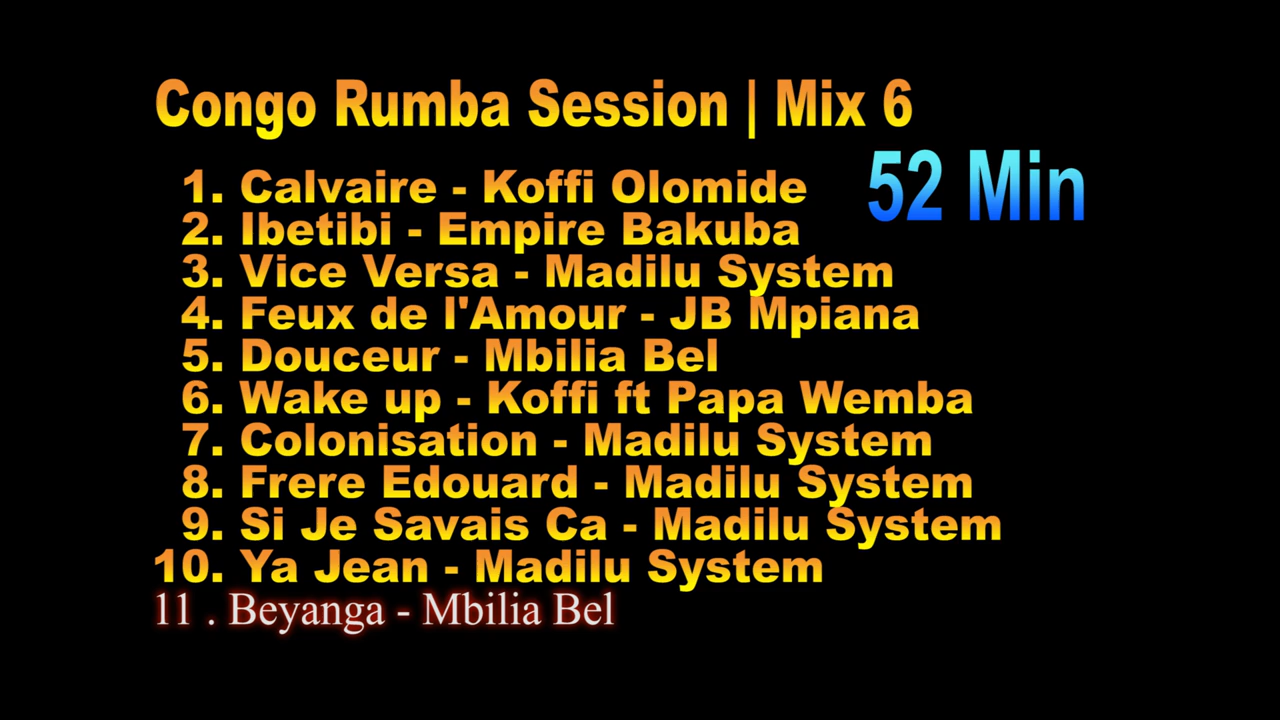 Congo Rumba Session | Mix 6
52 Min
1. Calvaire - Koffi Olomide
2. Ibetibi - Empire Bakuba
3. Vice Versa - Madilu System
4. Feux de l'Amour - JB Mpiana
5. Douceur - Mbilia Bel
6. Wake up - Koffi ft Papa Wemba
7. Colonisation - Madilu System
8. Frere Edouard - Madilu System
9. Si Je Savais Ca - Madilu System
10. Ya Jean - Madilu System
11 . Beyanga - Mbilia Bel